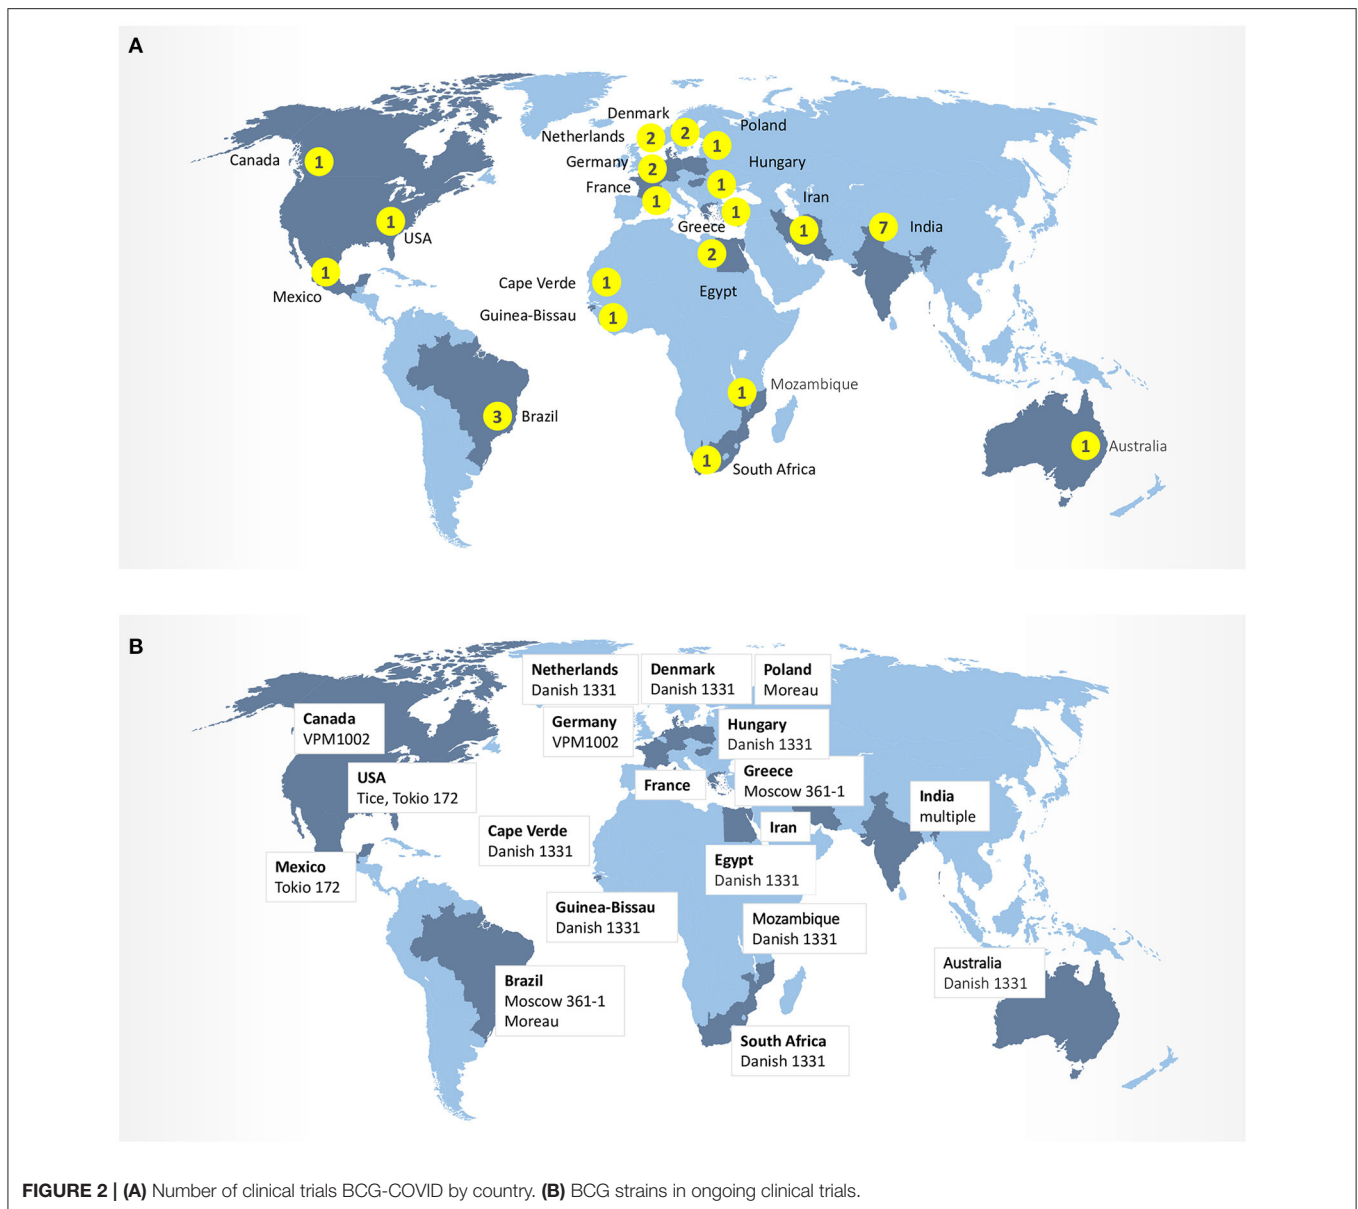 A
Denmark
2
2
Poland
Netherlands
1
Canada
1
Germany
2
Hungary
France
1
1
Iran
USA
1
Greece
1
1
7
India
Mexico
1
2
Egypt
Cape Verde
1
Guinea-Bissau
1
Mozambique
1
3
Brazil
1
South Africa
1
Australia
B
Netherlands
Danish 1331
Denmark
Danish 1331
Poland
Moreau
Canada
VPM1002
Germany
VPM1002
Hungary
Danish 1331
USA
Tice, Tokio 172
France
Greece
Moscow 361-1
India
multiple
Cape Verde
Danish 1331
Iran
Mexico
Tokio 172
Egypt
Danish 1331
Guinea-Bissau
Danish 1331
Mozambique
Danish 1331
Brazil
Moscow 361-1
Moreau
Australia
Danish 1331
South Africa
Danish 1331
FIGURE 2 | (A) Number of clinical trials BCG-COVID by country. (B) BCG strains in ongoing clinical trials.